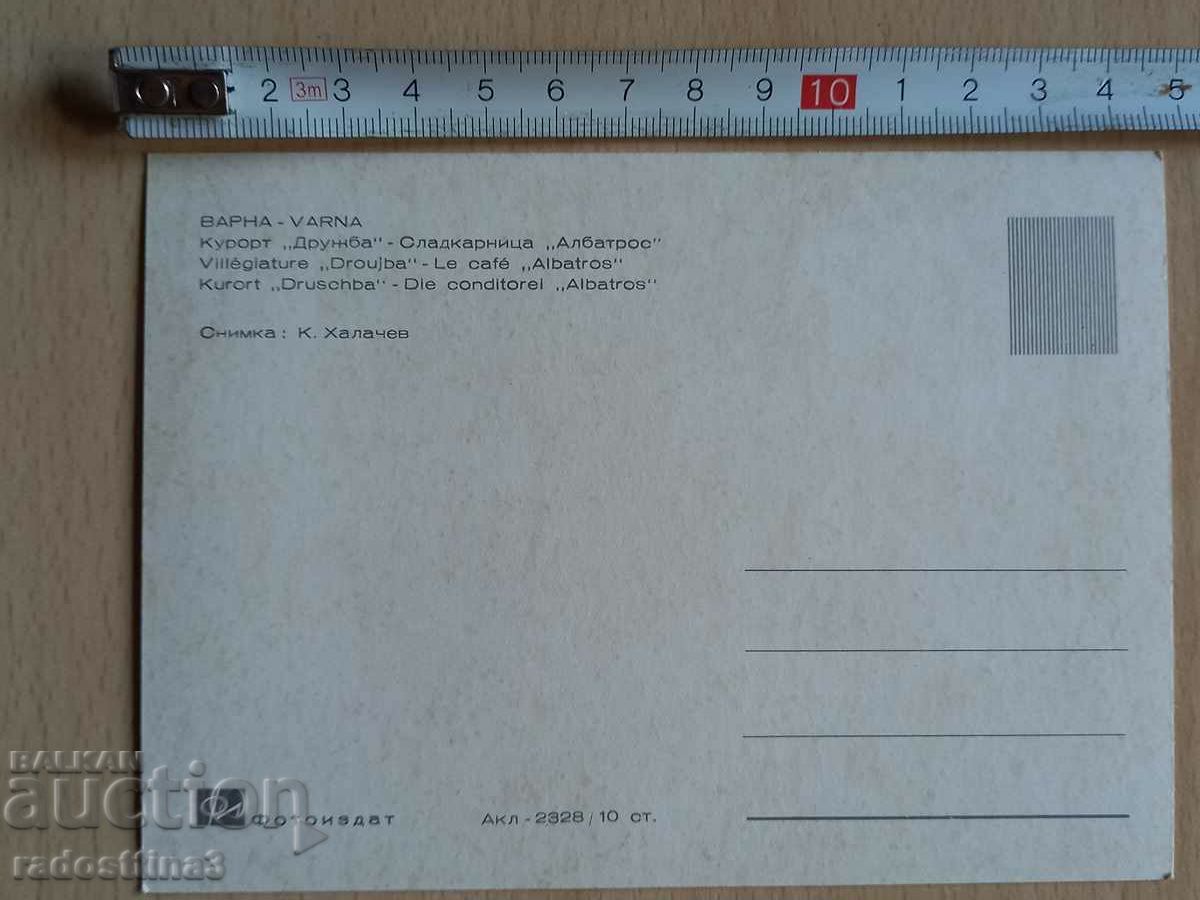 2 3m 3 4 5 6 7 8 9 10 1 2 3 4 5
ВАРНА - VARNA
Курорт „Дружба" - Сладкарница „Албатрос"
Villégiature „Droujba" - Le café „Albatros"
Kurort „Druschba" - Die conditorei „Albatros"
Снимка: К. Халачев
BALKAN
auction
Фотоиздат Акл - 2328 / 10 ст.
radosttina3